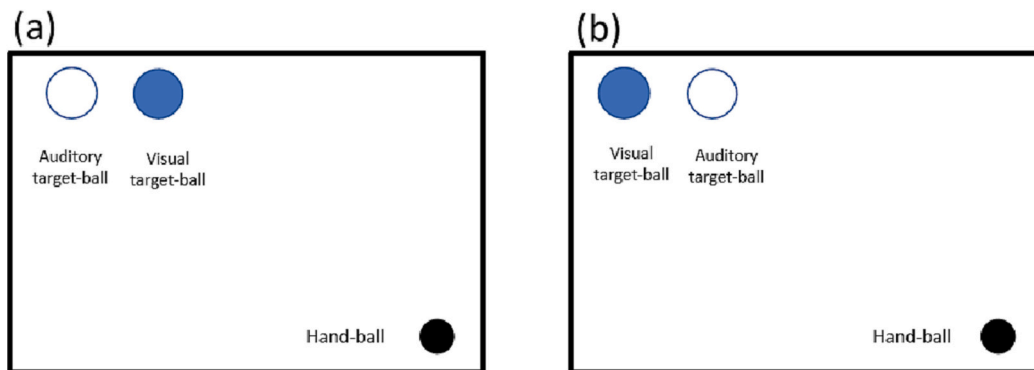 (a)
Auditory
target-ball
Visual
target-ball
Hand-ball
(b)
Visual
target-ball
Auditory
target-ball
Hand-ball